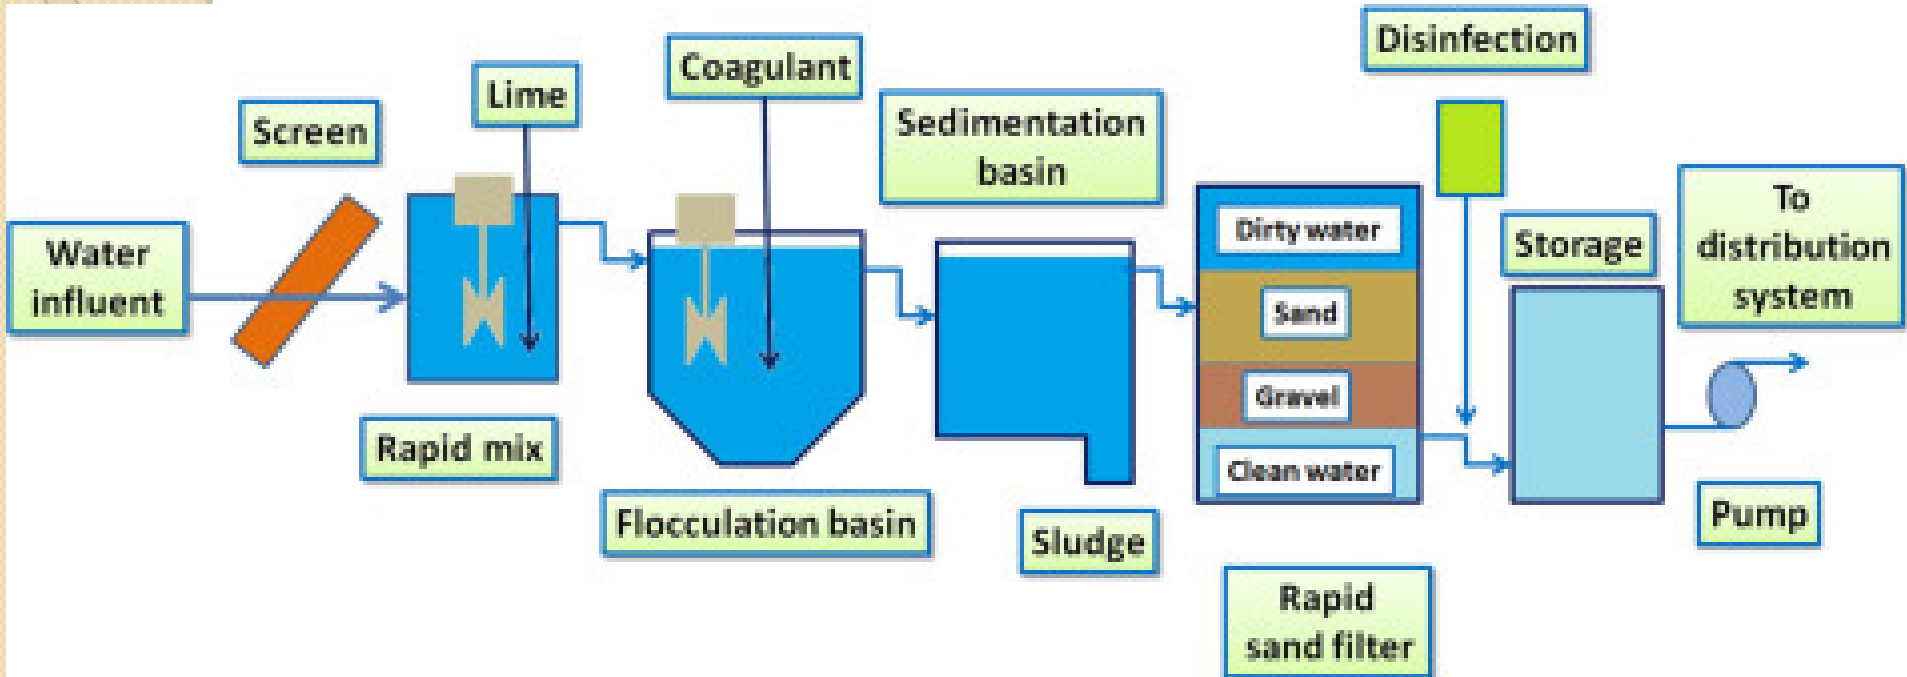 Water
influent
Screen
Lime
Rapid mix
Coagulant
Flocculation basin
Sedimentation
basin
Sludge
Dirty water
Sand
Gravel
Clean water
Rapid
sand filter
Disinfection
Storage
To
distribution
system
Pump